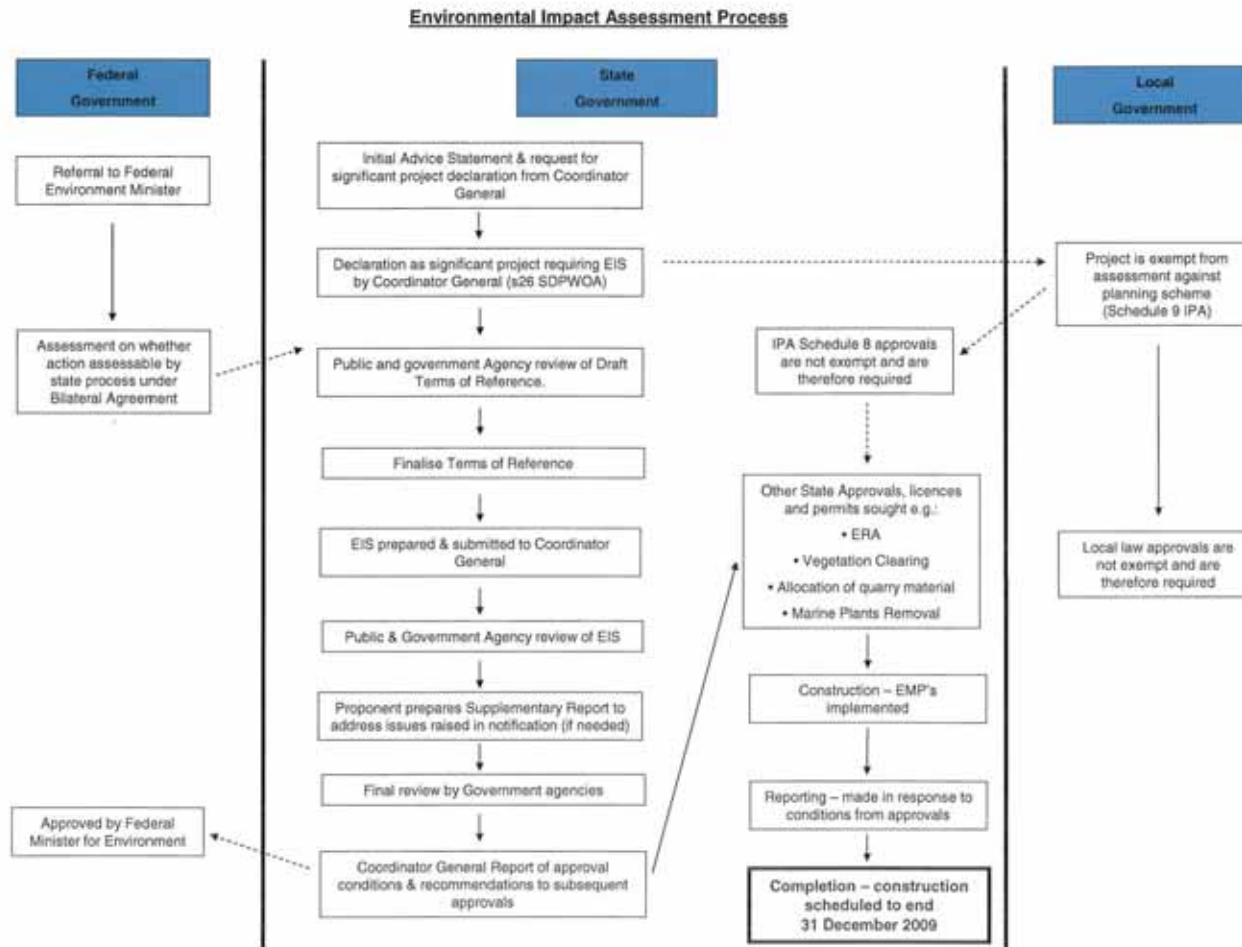 Environmental Impact Assessment Process
Federal
Government
Referral to Federal
Environment Minister
Assessment on whether
action assessable by
state process under
Bilateral Agreement
Approved by Federal
Minister for Environment
State
Government
Initial Advice Statement & request for
significant project declaration from Coordinator
General
Declaration as significant project requiring EIS
by Coordinator General (s26 SDPWOA)
Public and government Agency review of Draft
Terms of Reference.
Finalise Terms of Reference
EIS prepared & submitted to Coordinator
General
Public & Government Agency review of EIS
Proponent prepares Supplementary Report to
address issues raised in notification (if needed)
Final review by Government agencies
Coordinator General Report of approval
conditions & recommendations to subsequent
approvals
IPA Schedule 8 approvals
are not exempt and are
therefore required
Other State Approvals, licences
and permits sought e.g.:
• ERA
• Vegetation Clearing
• Allocation of quarry material
• Marine Plants Removal
Construction – EMP's
implemented
Reporting – made in response to
conditions from approvals
Completion – construction
scheduled to end
31 December 2009
Local
Government
Project is exempt from
assessment against
planning scheme
(Schedule 9 IPA)
Local law approvals are
not exempt and are
therefore required